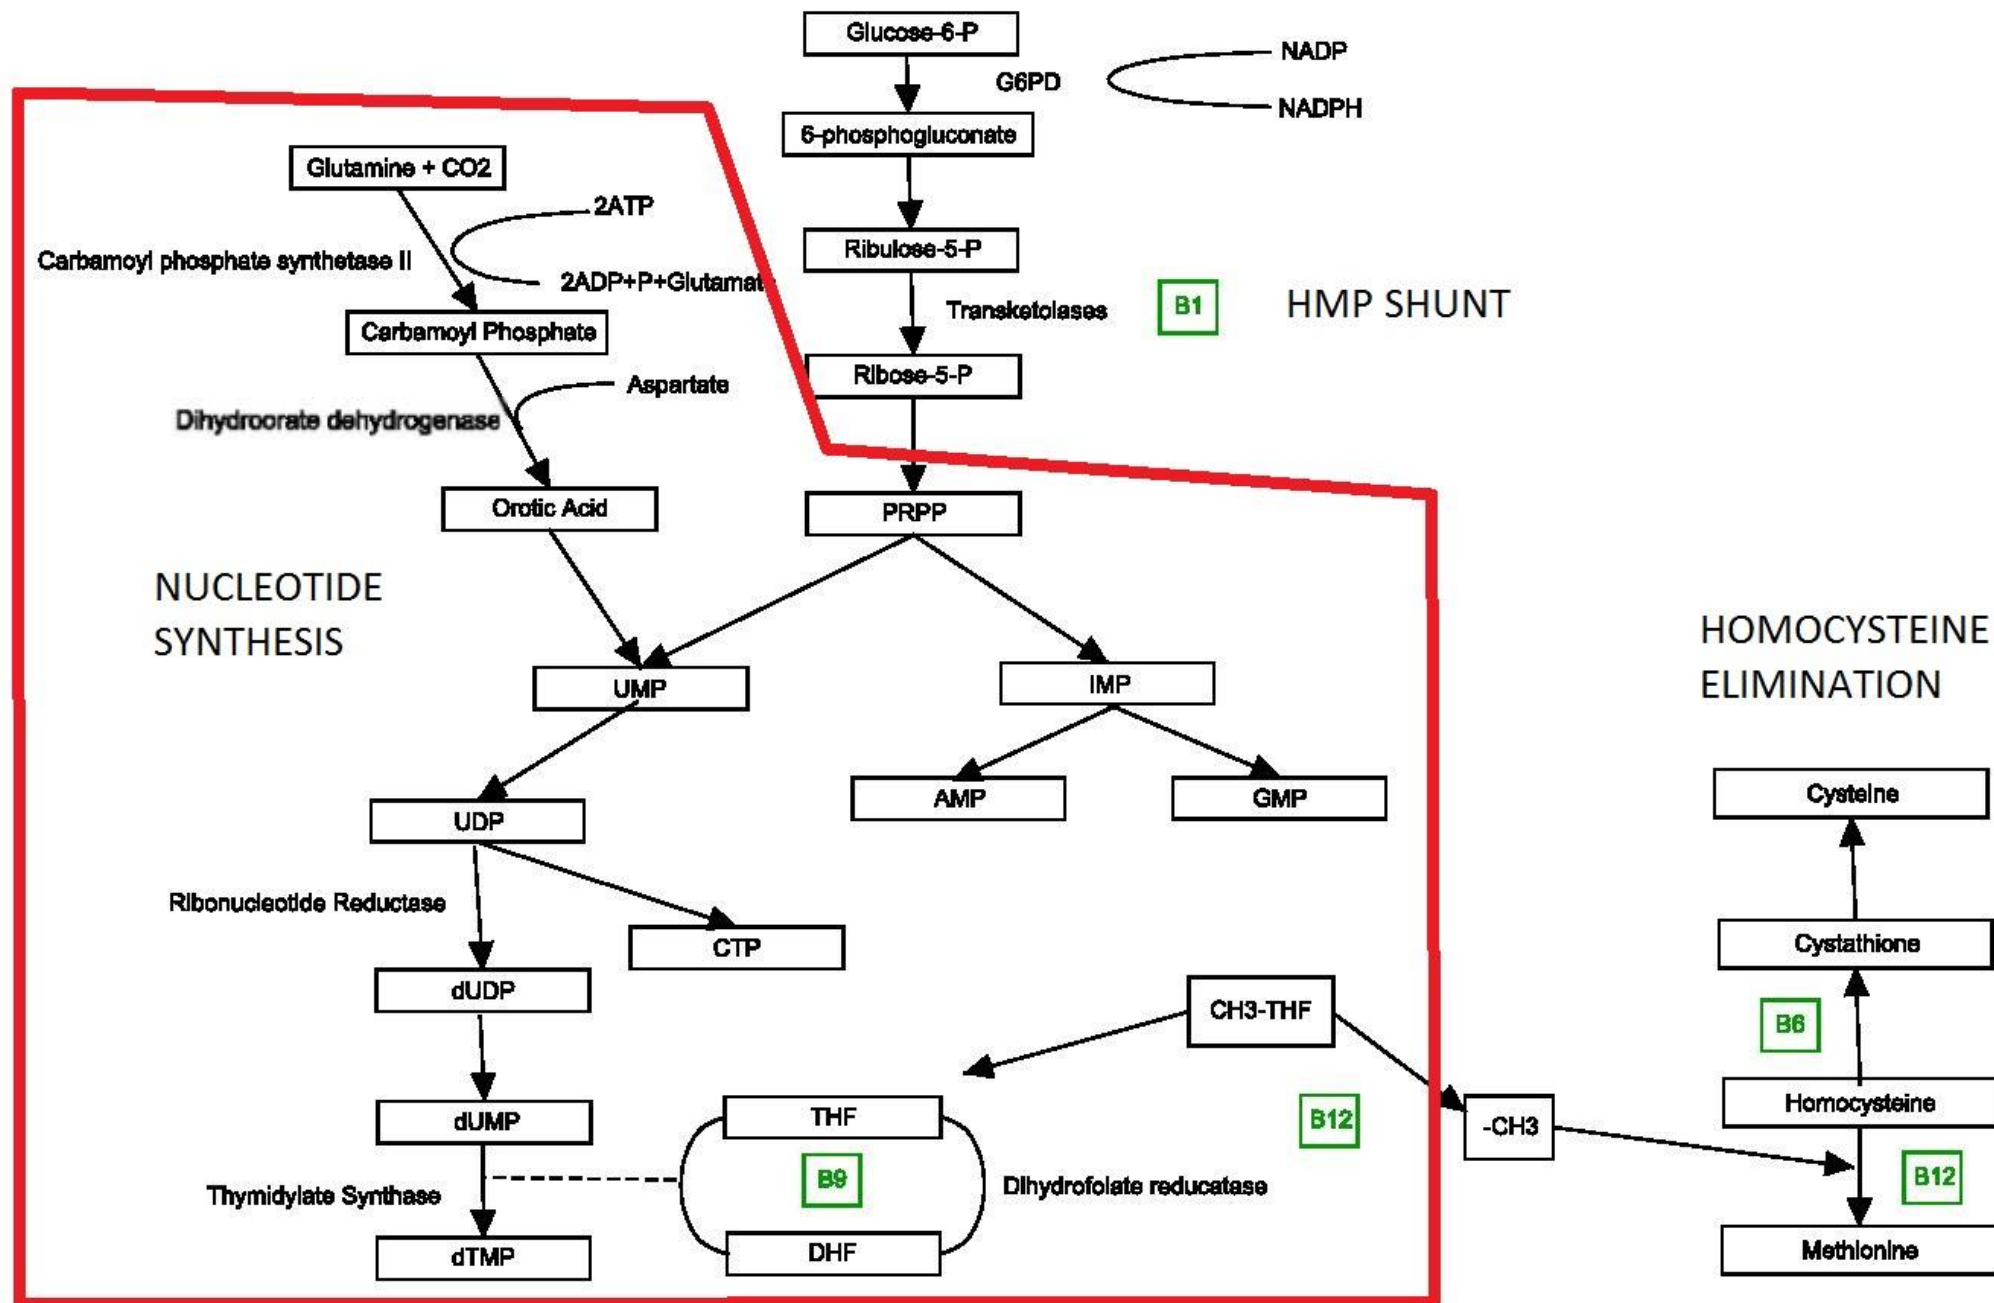 Glucose-6-P
NADP
G6PD
NADPH
6-phosphogluconate
Glutamine + CO2
2ATP
Carbamoyl phosphate synthetase II
2ADP+P+Glutamat
Ribulose-5-P
Transketolases
B1
HMP SHUNT
Carbamoyl Phosphate
Ribose-5-P
Aspartate
Dihydroorate dehydrogenase
Orotic Acid
PRPP
NUCLEOTIDE
SYNTHESIS
HOMOCYSTEINE
ELIMINATION
UMP
IMP
AMP
GMP
Cysteine
UDP
Ribonucleotide Reductase
CTP
Cystathione
dUDP
CH3-THF
B6
dUMP
THF
B12
-CH3
Homocysteine
B9
Thymidylate Synthase
Dihydrofolate reducatase
B12
dTMP
DHF
Methionine